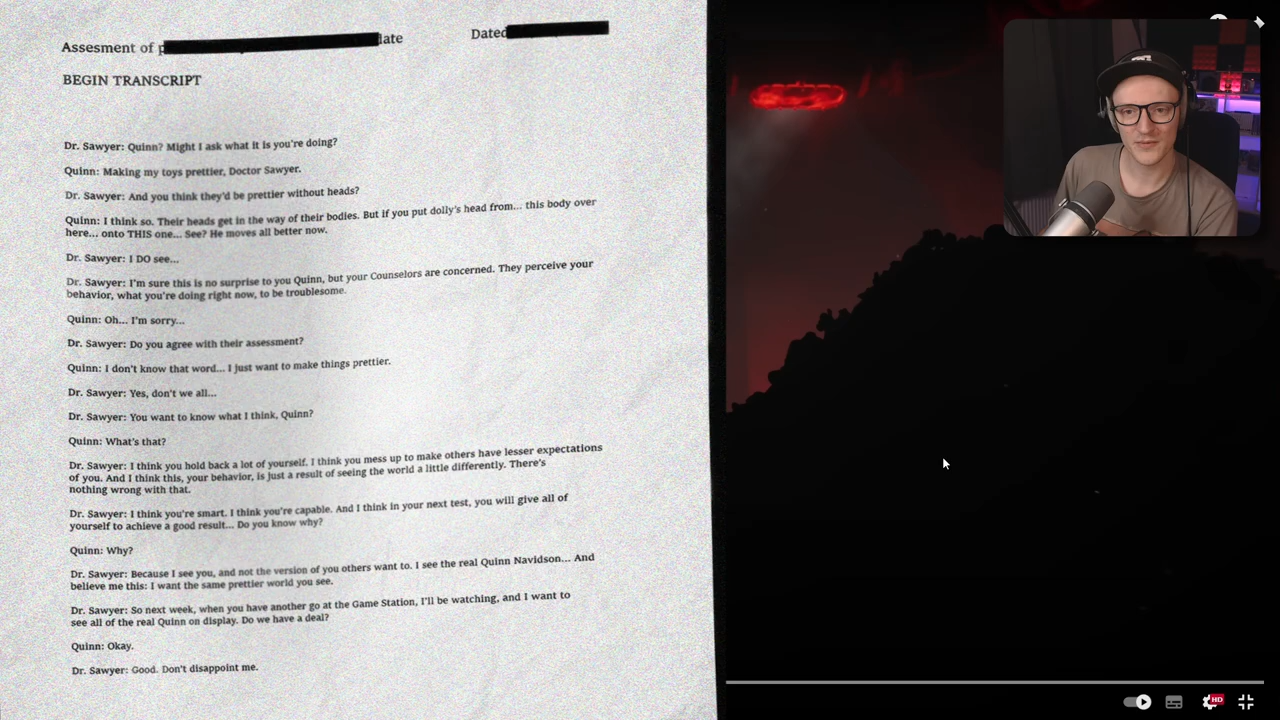 Assesment of p
late
Dated
BEGIN TRANSCRIPT
Dr. Sawyer: Quinn? Might I ask what it is you're doing?
Quinn: Making my toys prettier, Doctor Sawyer.
Dr. Sawyer: And you think they'd be prettier without heads?
Quinn: I think so. Their heads get in the way of their bodies. But if you put dolly's head from... this body over
here... onto THIS one... See? He moves all better now.
Dr. Sawyer: I DO see...
Dr. Sawyer: I'm sure this is no surprise to you Quinn, but your Counselors are concerned. They perceive your
behavior, what you're doing right now, to be troublesome.
Quinn: Oh... I'm sorry...
Dr. Sawyer: Do you agree with their assessment?
Quinn: I don't know that word... I just want to make things prettier.
Dr. Sawyer: Yes, don't we all...
Dr. Sawyer: You want to know what I think, Quinn?
Quinn: What's that?
Dr. Sawyer: I think you hold back a lot of yourself. I think you mess up to make others have lesser expectations
of you. And I think this, your behavior, is just a result of seeing the world a little differently. There's
nothing wrong with that.
Dr. Sawyer: I think you're smart. I think you're capable. And I think in your next test, you will give all of
yourself to achieve a good result... Do you know why?
Quinn: Why?
Dr. Sawyer: Because I see you, and not the version of you others want to. I see the real Quinn Navidson... And
believe me this: I want the same prettier world you see.
Dr. Sawyer: So next week, when you have another go at the Game Station, I'll be watching, and I want to
see all of the real Quinn on display. Do we have a deal?
Quinn: Okay.
Dr. Sawyer: Good. Don't disappoint me.
HD